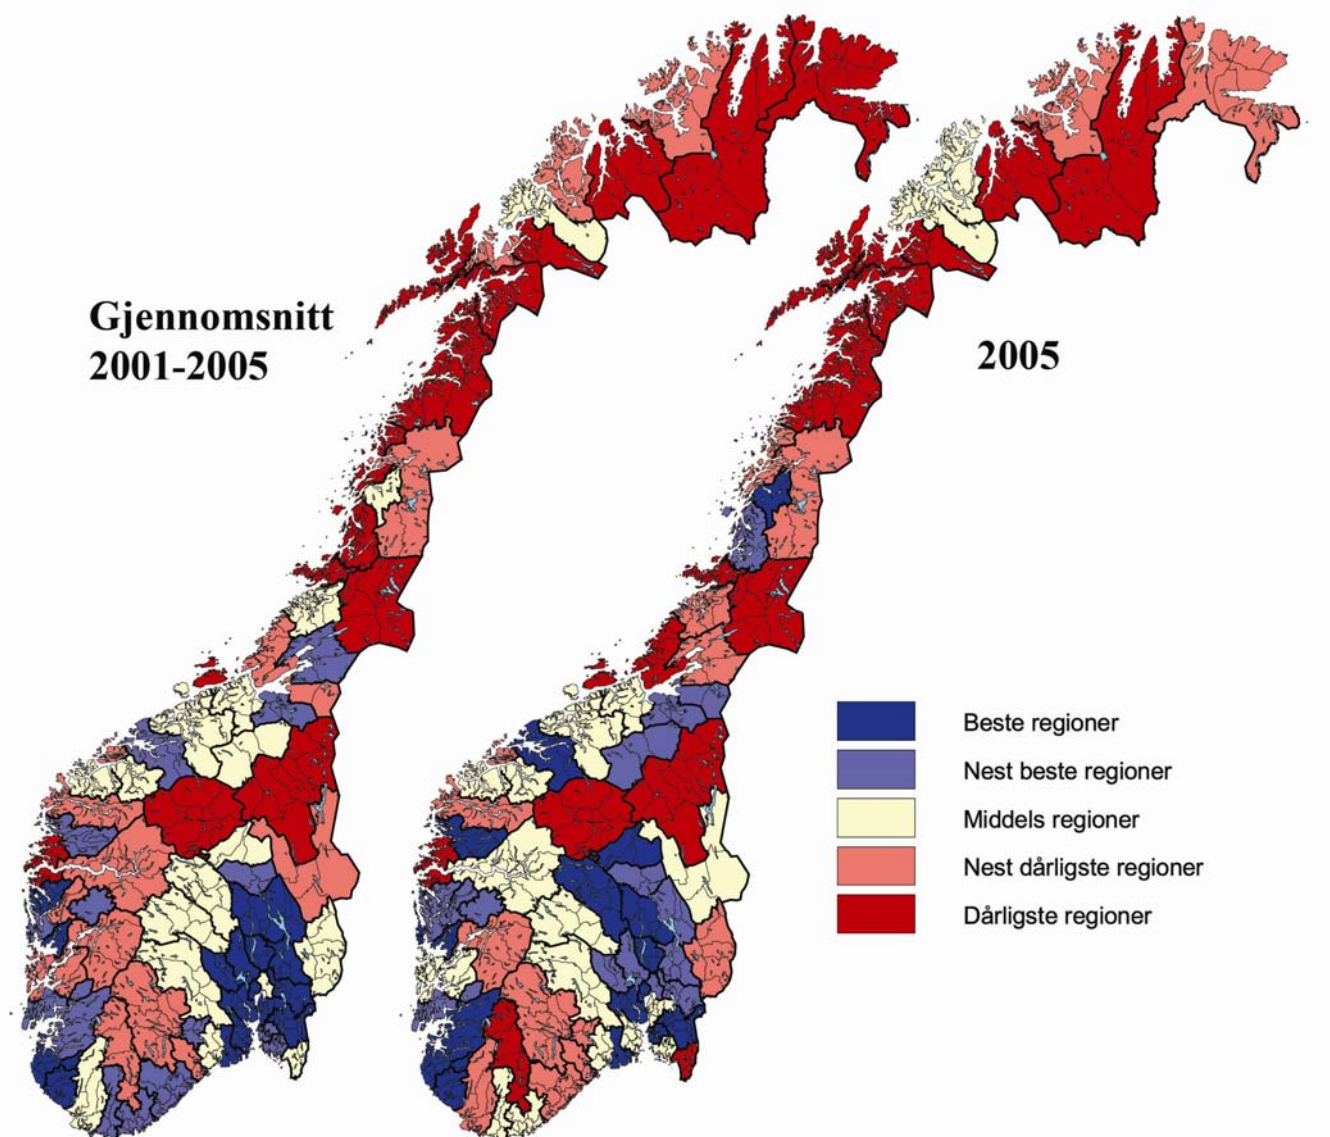 Gjennomsnitt
2001-2005
2005
Beste regioner
Nest beste regioner
Middels regioner
Nest dårligste regioner
Dårligste regioner